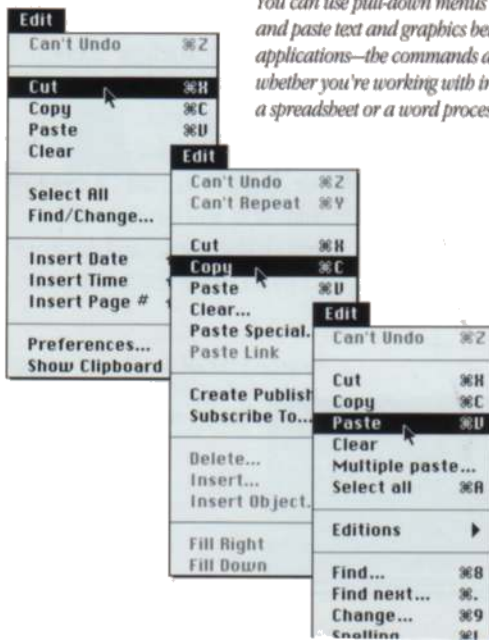 You can use pull-down menus
and paste text and graphics
applications—the commands
whether you're working with
a spreadsheet or a word
Edit
Can't Undo ⌘Z
Cut ⌘X
Copy ⌘C
Paste ⌘V
Clear
Select All
Find/Change...
Insert Date
Insert Time
Insert Page #
Preferences...
Show Clipboard
Edit
Can't Undo ⌘Z
Can't Repeat ⌘Y
Cut ⌘X
Copy ⌘C
Paste ⌘V
Clear...
Paste Special.
Paste Link
Create Publish
Subscribe To...
Delete...
Insert...
Insert Object.
Fill Right
Fill Down
Edit
Can't Undo ⌘Z
Cut ⌘X
Copy ⌘C
Paste ⌘V
Clear
Multiple paste...
Select all ⌘A
Editions
Find... ⌘8
Find next... ⌘.
Change... ⌘9
Spelling ⌘L